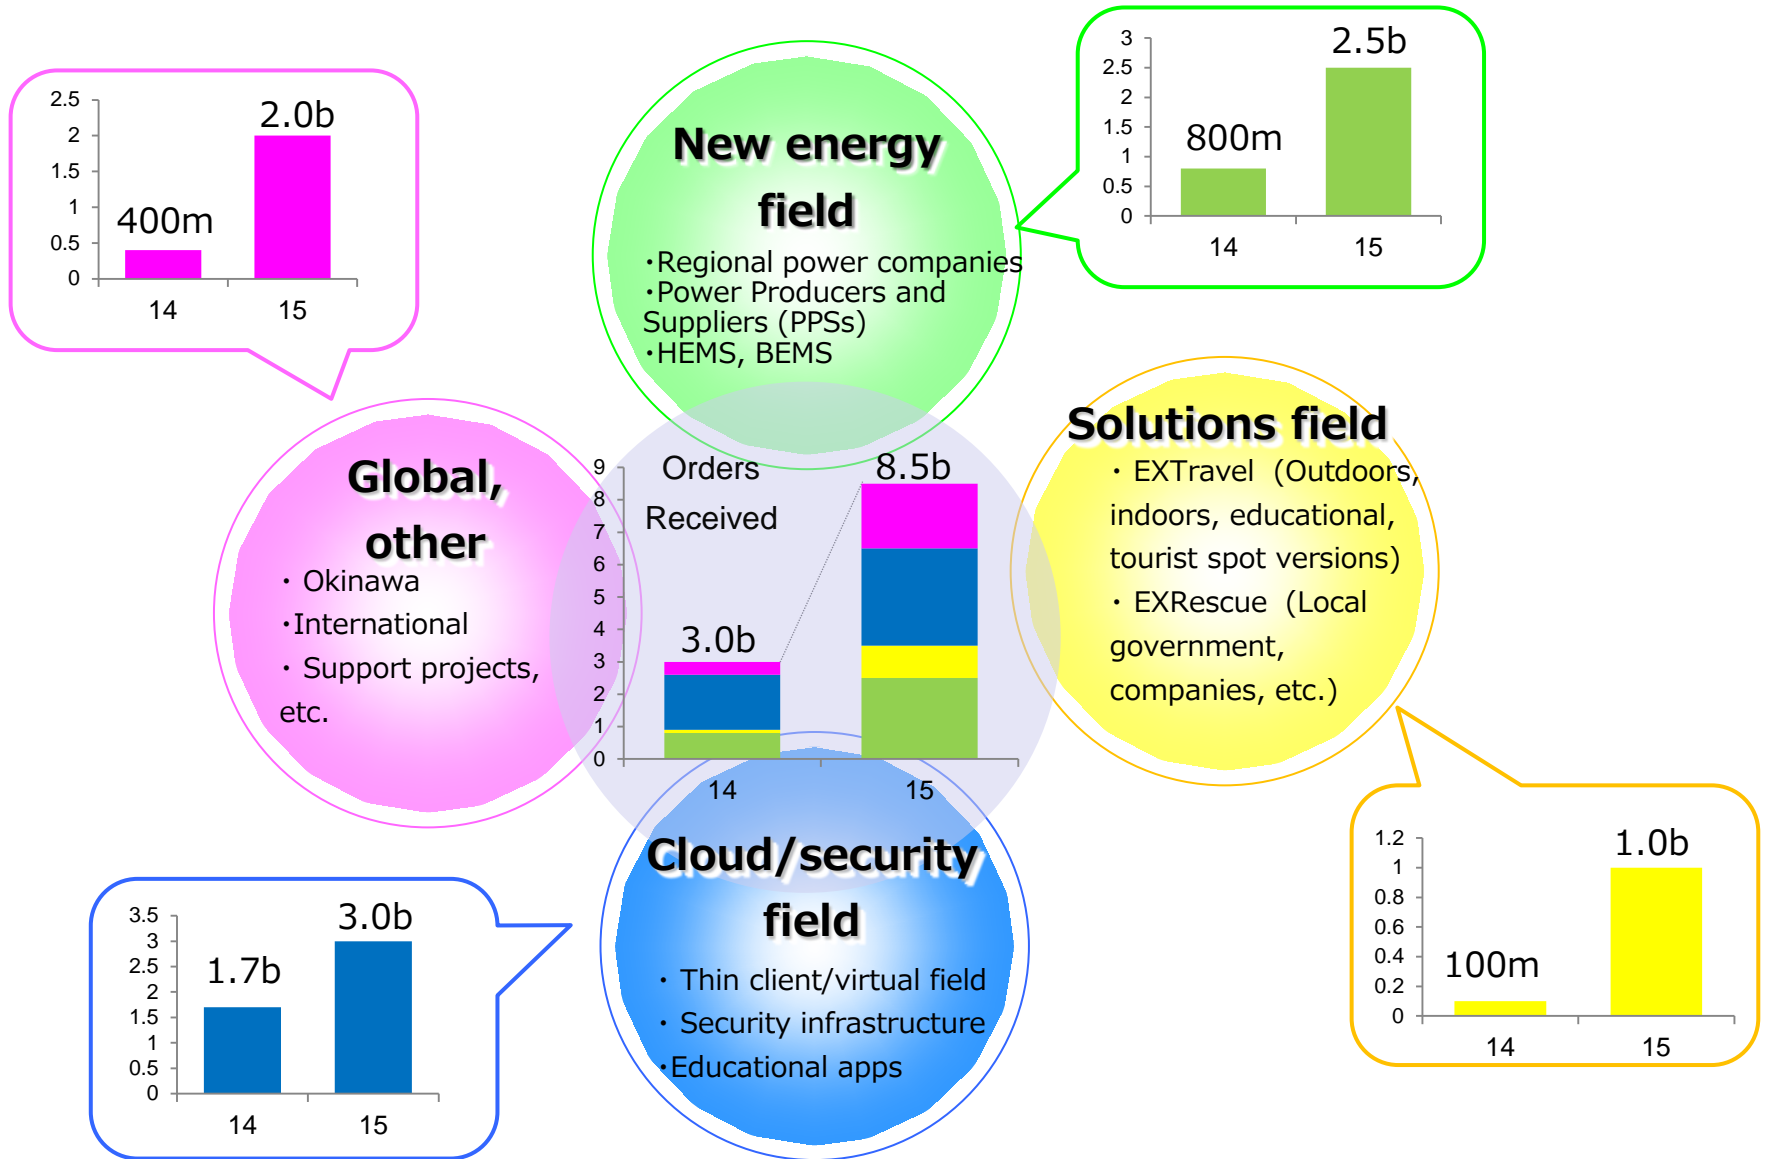 2.5
2
1.5
1
0.5
0
400m
2.0b
14
15
New energy
field
・Regional power companies
・Power Producers and
Suppliers (PPSs)
・HEMS, BEMS
3
2.5
2
1.5
1
0.5
0
800m
2.5b
14
15
Global,
other
・ Okinawa
・International
・ Support projects,
etc.
Orders
Received
9
8
7
6
5
4
3
2
1
0
3.0b
8.5b
14
15
Solutions field
・ EXTravel (Outdoors,
indoors, educational,
tourist spot versions)
・ EXRescue (Local
government,
companies, etc.)
Cloud/security
field
・ Thin client/virtual field
・ Security infrastructure
・Educational apps
3.5
3
2.5
2
1.5
1
0.5
0
1.7b
3.0b
14
15
1.2
1
0.8
0.6
0.4
0.2
0
100m
1.0b
14
15